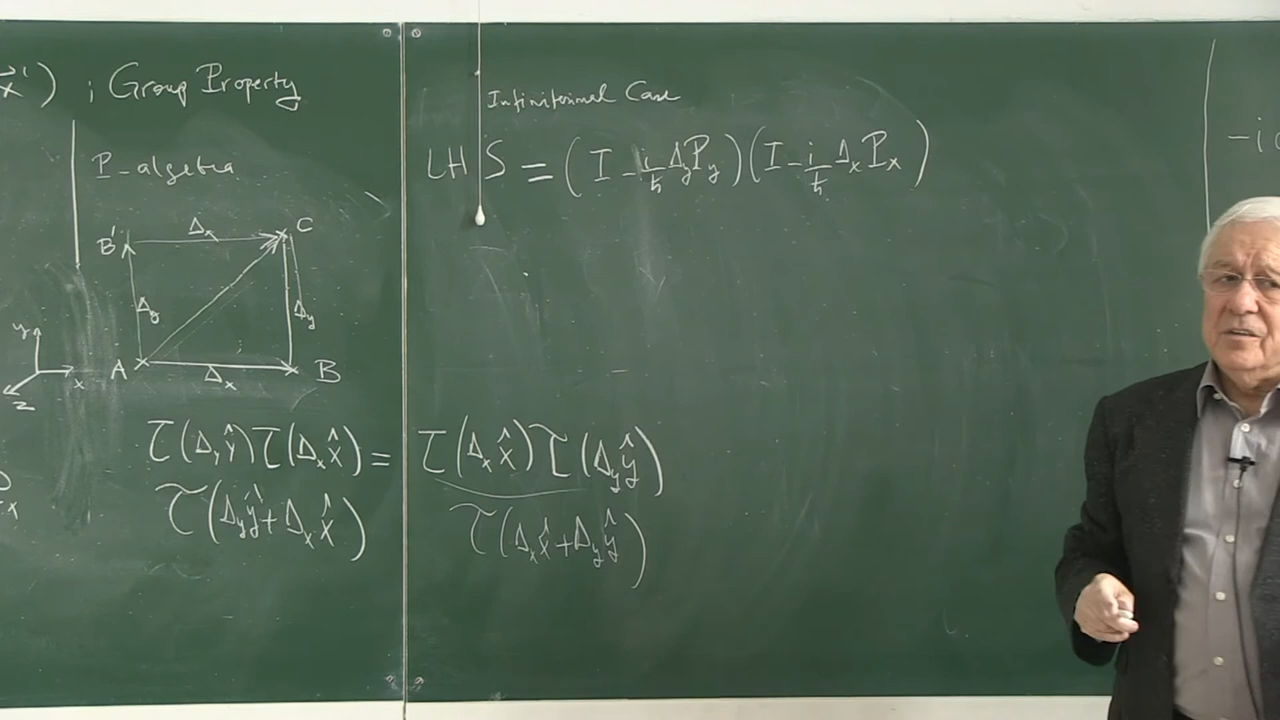 x⃗') ; Group Property
P-algebra
B' Δx C
Δy Δy
A Δx B
y
x
z
τ(Δy ŷ) τ(Δx x̂) = τ(Δx x̂) τ(Δy ŷ)
τ(Δy ŷ + Δx x̂) τ(Δx x̂ + Δy ŷ)
Infinitesimal Case
LHS = (I - i/ħ Δy Py)(I - i/ħ Δx Px)
-i